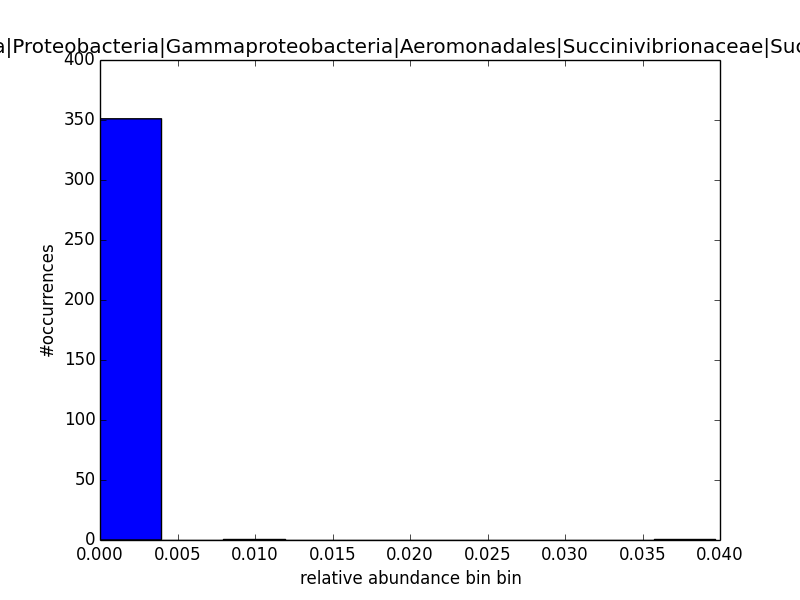 a|Proteobacteria|Gammaproteobacteria|Aeromonadales|Succinivibrionaceae|Suc
400
350
300
250
200
150
100
50
0
0.000 0.005 0.010 0.015 0.020 0.025 0.030 0.035 0.040
#occurrences
relative abundance bin bin